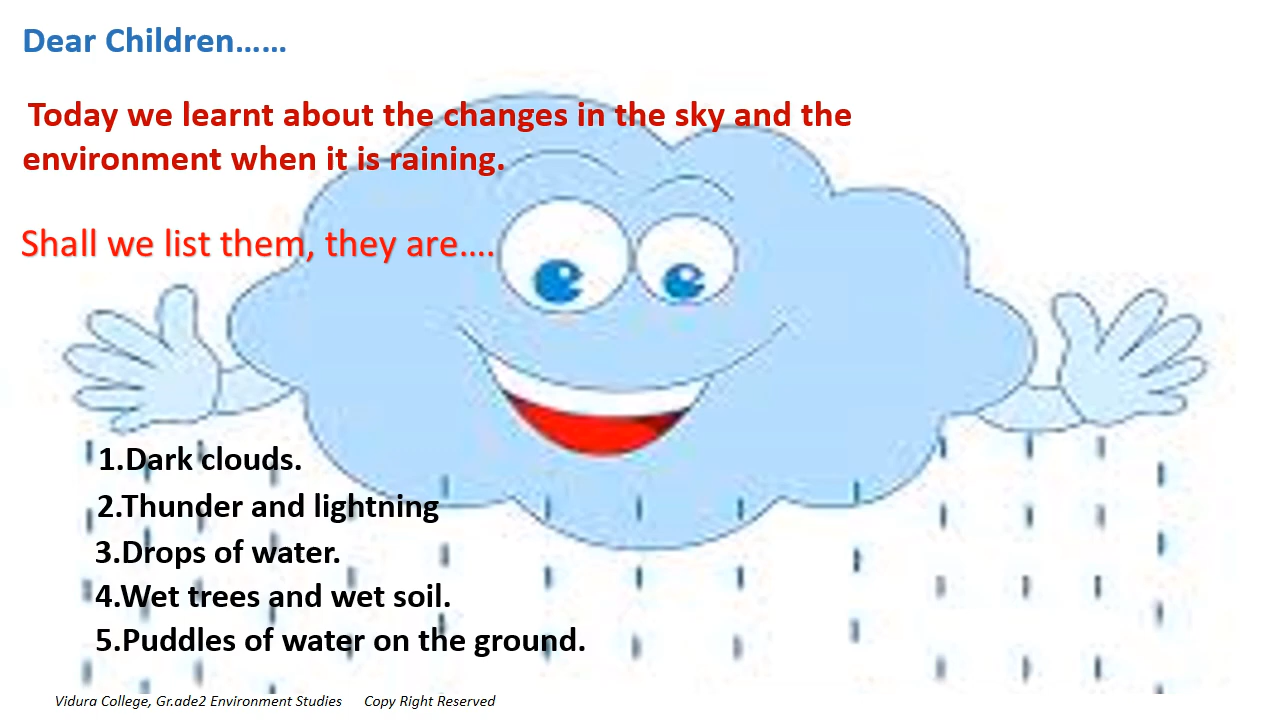 Dear Children……
Today we learnt about the changes in the sky and the
environment when it is raining.
Shall we list them, they are….
1.Dark clouds.
2.Thunder and lightning
3.Drops of water.
4.Wet trees and wet soil.
5.Puddles of water on the ground.
Vidura College, Gr.ade2 Environment Studies Copy Right Reserved